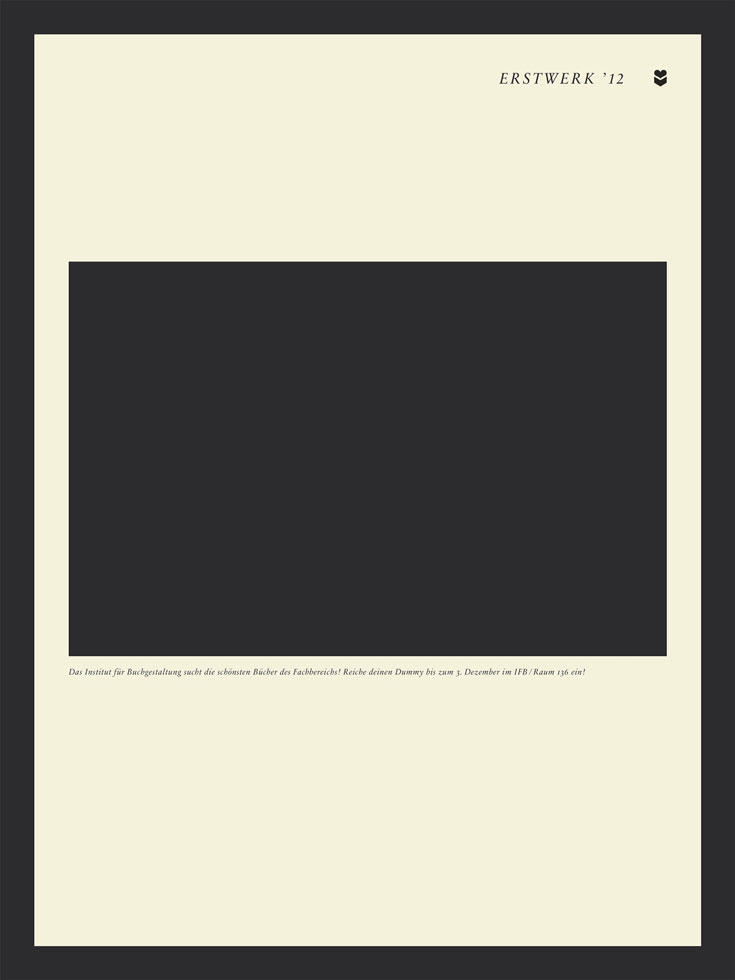 ERSTWERK ’12
Das Institut für Buchgestaltung sucht die schönsten Bücher des Fachbereichs! Reiche deinen Dummy bis zum 3. Dezember im IFB / Raum 136 ein!